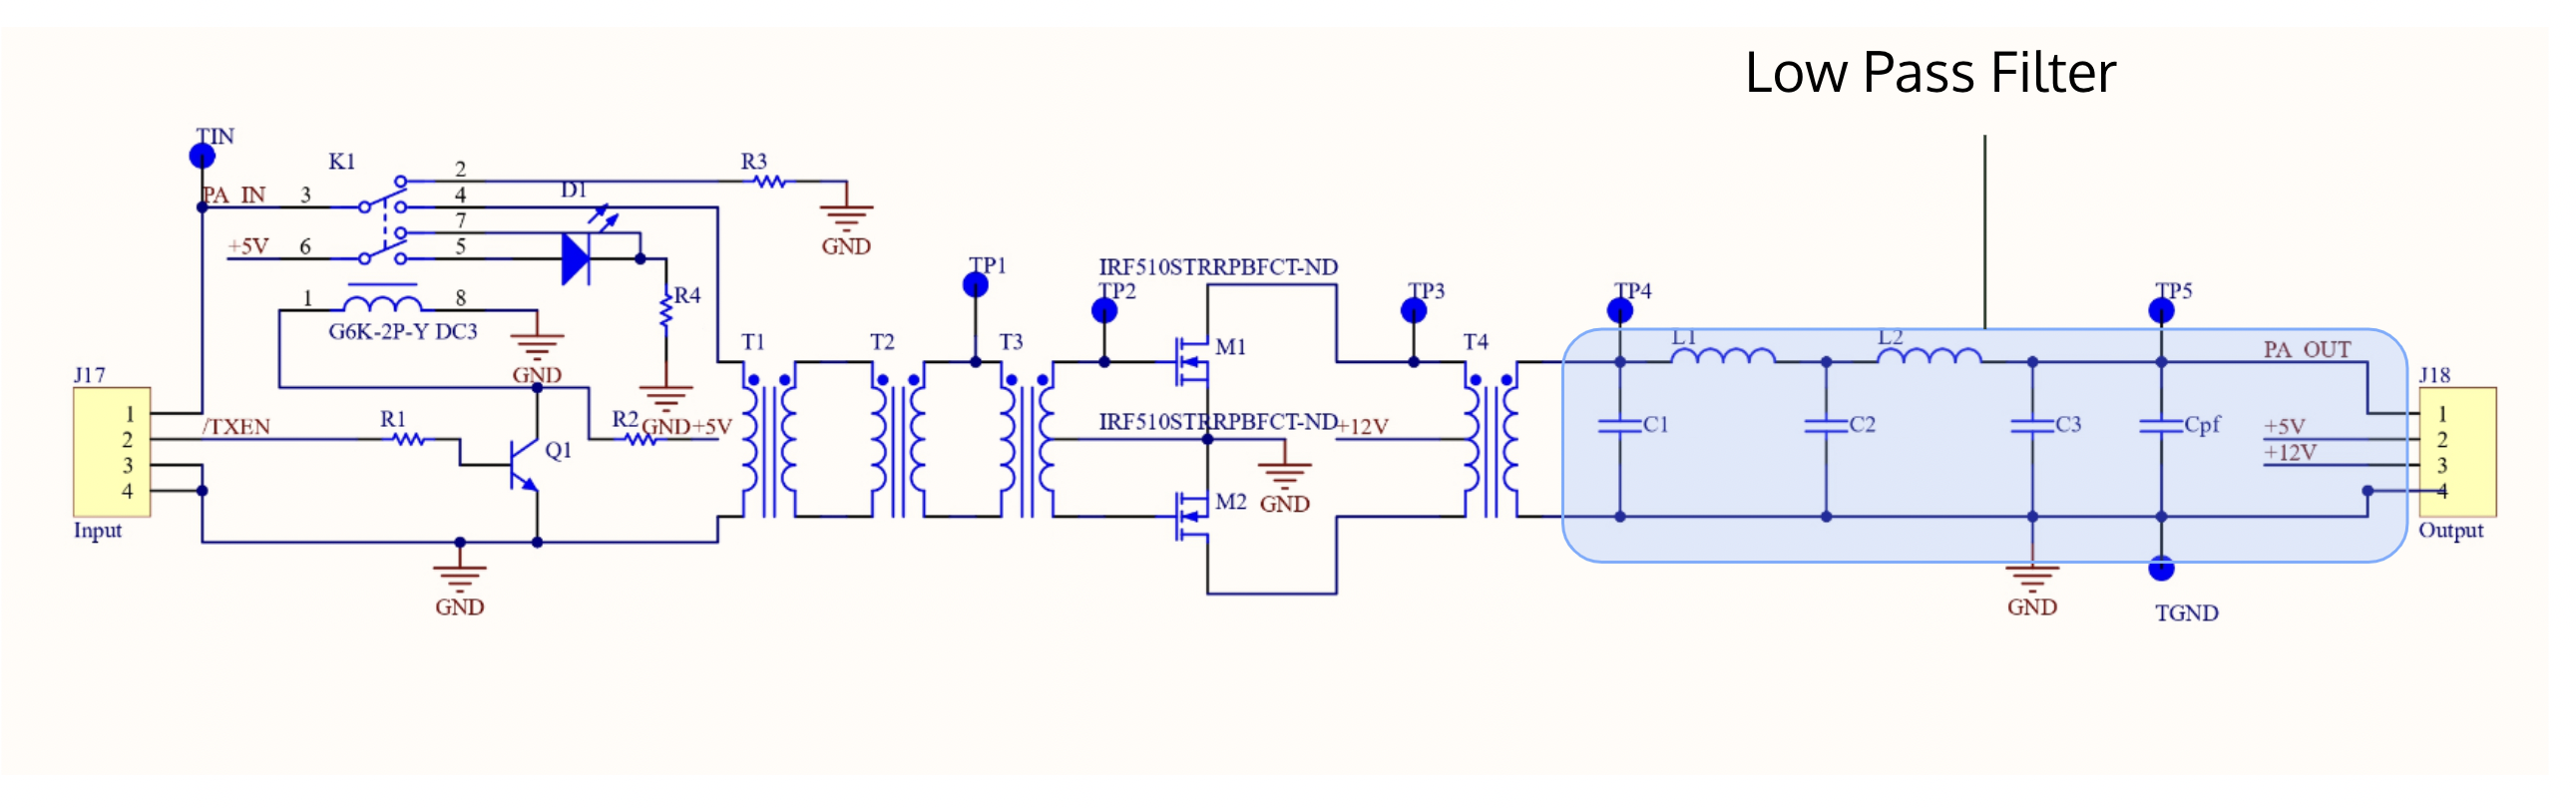 Low Pass Filter
TIN
K1
2
R3
PA_IN
3
4
D1
7
+5V
6
5
GND
1
8
G6K-2P-Y DC3
GND
R4
TP1
IRF510STRRPBFCT-ND
TP2
TP3
TP4
TP5
T1
T2
T3
M1
T4
L1
L2
PA_OUT
J17
J18
1
2
3
4
Input
/TXEN
R1
R2
GND
+5V
Q1
IRF510STRRPBFCT-ND
+12V
C1
C2
C3
Cpf
+5V
+12V
1
2
3
4
Output
M2
GND
GND
GND
TGND